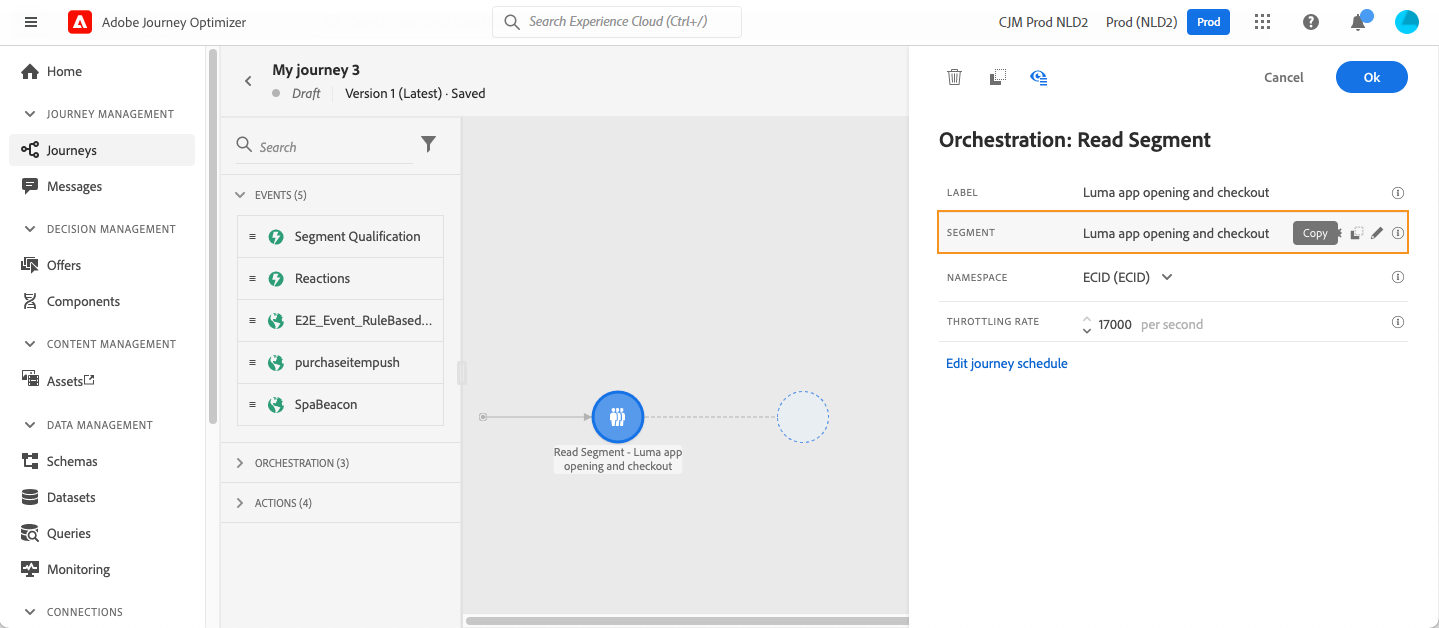 Adobe Journey Optimizer
Search Experience Cloud (Ctrl+/)
CJM Prod NLD2
Prod (NLD2)
Prod
Home
JOURNEY MANAGEMENT
Journeys
Messages
DECISION MANAGEMENT
Offers
Components
CONTENT MANAGEMENT
Assets
DATA MANAGEMENT
Schemas
Datasets
Queries
Monitoring
CONNECTIONS
My journey 3
Draft
Version 1 (Latest) · Saved
Search
EVENTS (5)
Segment Qualification
Reactions
E2E_Event_RuleBased...
purchaseitempush
SpaBeacon
ORCHESTRATION (3)
ACTIONS (4)
Read Segment - Luma app
opening and checkout
Cancel
Ok
Orchestration: Read Segment
LABEL Luma app opening and checkout
SEGMENT Luma app opening and checkout Copy
NAMESPACE ECID (ECID)
THROTTLING RATE 17000 per second
Edit journey schedule